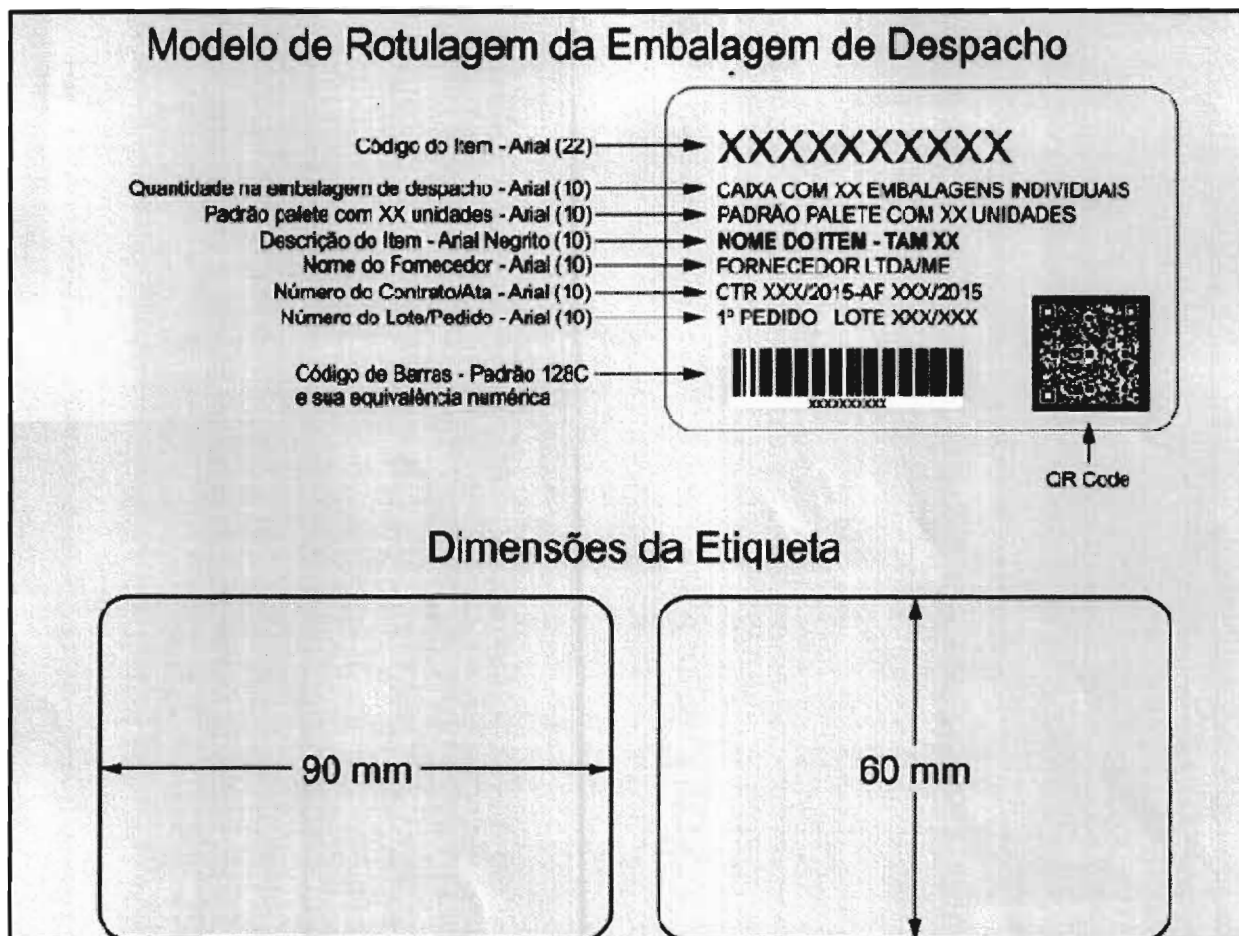 Modelo de Rotulagem da Embalagem de Despacho
Código do Item - Arial (22)
XXXXXXXXXX
Quantidade na embalagem de despacho - Arial (10)
CAIXA COM XX EMBALAGENS INDIVIDUAIS
Padrão palete com XX unidades - Arial (10)
PADRÃO PALETE COM XX UNIDADES
Descrição do Item - Arial Negrito (10)
NOME DO ITEM - TAM XX
Nome do Fornecedor - Arial (10)
FORNECEDOR LTDA/ME
Número do Contrato/Ata - Arial (10)
CTR XXX/2015-AF XXX/2015
Número do Lote/Pedido - Arial (10)
1º PEDIDO LOTE XXX/XXX
Código de Barras - Padrão 128C
e sua equivalência numérica
XXXXXXXXX
QR Code
Dimensões da Etiqueta
90 mm
60 mm